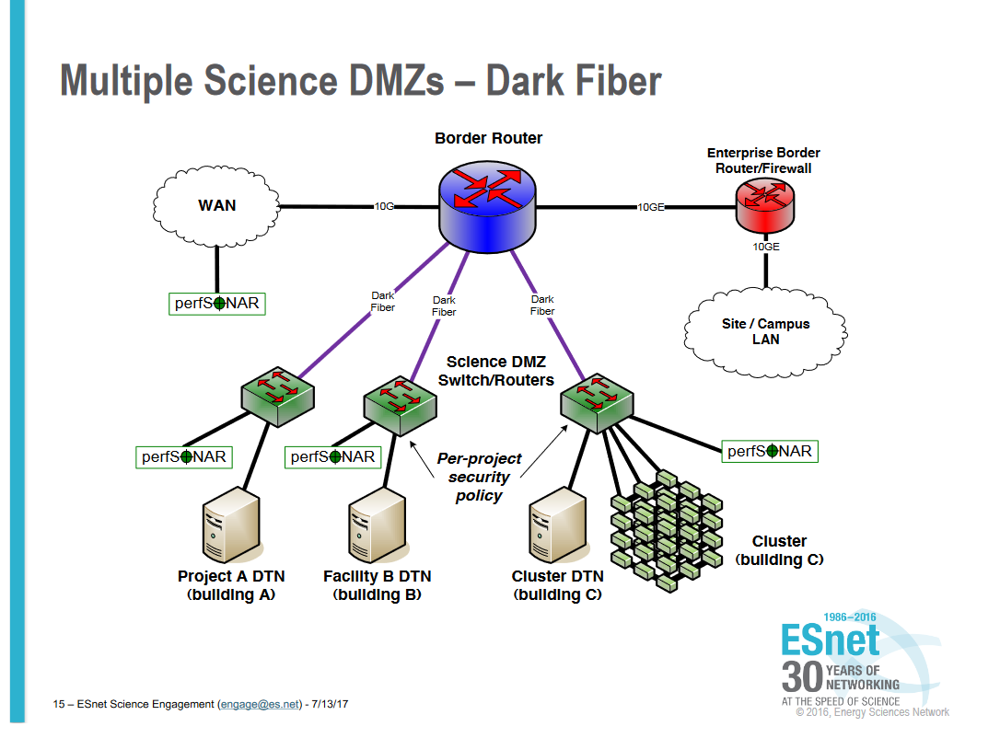 Multiple Science DMZs – Dark Fiber
Border Router
Enterprise Border
Router/Firewall
WAN
10G
10GE
10GE
perfSONAR
Dark
Fiber
Dark
Fiber
Dark
Fiber
Site / Campus
LAN
Science DMZ
Switch/Routers
perfSONAR
perfSONAR
perfSONAR
Per-project
security
policy
Project A DTN
(building A)
Facility B DTN
(building B)
Cluster DTN
(building C)
Cluster
(building C)
1986–2016
ESnet
30 YEARS OF
NETWORKING
AT THE SPEED OF SCIENCE
15 – ESnet Science Engagement (engage@es.net) - 7/13/17
© 2016, Energy Sciences Network